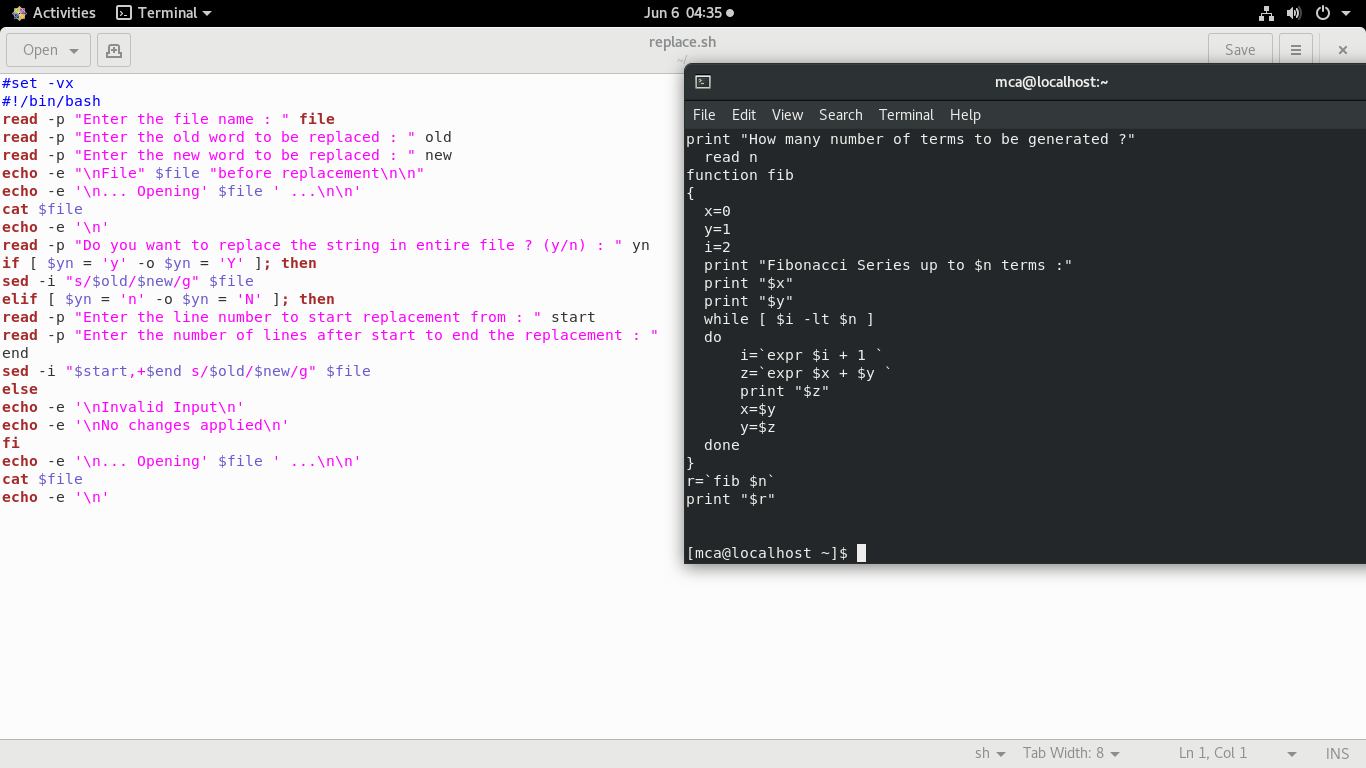 Activities Terminal Jun 6 04:35
Open replace.sh Save
~/
#set -vx
#!/bin/bash
read -p "Enter the file name : " file
read -p "Enter the old word to be replaced : " old
read -p "Enter the new word to be replaced : " new
echo -e "\nFile" $file "before replacement\n\n"
echo -e '\n... Opening' $file ' ...\n\n'
cat $file
echo -e '\n'
read -p "Do you want to replace the string in entire file ? (y/n) : " yn
if [ $yn = 'y' -o $yn = 'Y' ]; then
sed -i "s/$old/$new/g" $file
elif [ $yn = 'n' -o $yn = 'N' ]; then
read -p "Enter the line number to start replacement from : " start
read -p "Enter the number of lines after start to end the replacement : "
end
sed -i "$start,+$end s/$old/$new/g" $file
else
echo -e '\nInvalid Input\n'
echo -e '\nNo changes applied\n'
fi
echo -e '\n... Opening' $file ' ...\n\n'
cat $file
echo -e '\n'
mca@localhost:~
File Edit View Search Terminal Help
print "How many number of terms to be generated ?"
  read n
function fib
{
  x=0
  y=1
  i=2
  print "Fibonacci Series up to $n terms :"
  print "$x"
  print "$y"
  while [ $i -lt $n ]
  do
      i=`expr $i + 1 `
      z=`expr $x + $y `
      print "$z"
      x=$y
      y=$z
  done
}
r=`fib $n`
print "$r"
[mca@localhost ~]$
sh Tab Width: 8 Ln 1, Col 1 INS